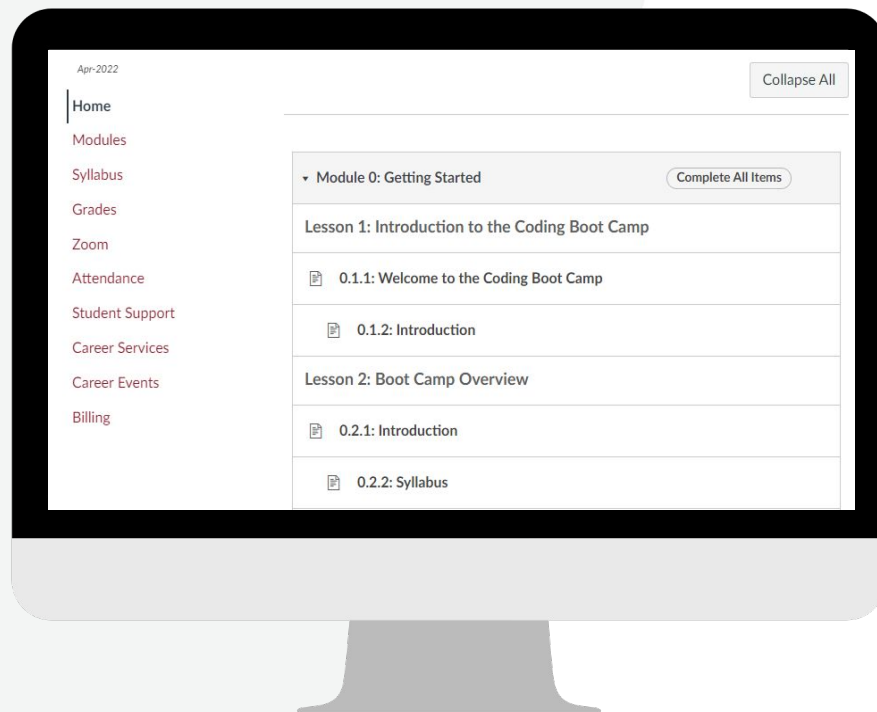 Apr-2022
Home
Modules
Syllabus
Grades
Zoom
Attendance
Student Support
Career Services
Career Events
Billing
Collapse All
Module 0: Getting Started
Complete All Items
Lesson 1: Introduction to the Coding Boot Camp
0.1.1: Welcome to the Coding Boot Camp
0.1.2: Introduction
Lesson 2: Boot Camp Overview
0.2.1: Introduction
0.2.2: Syllabus